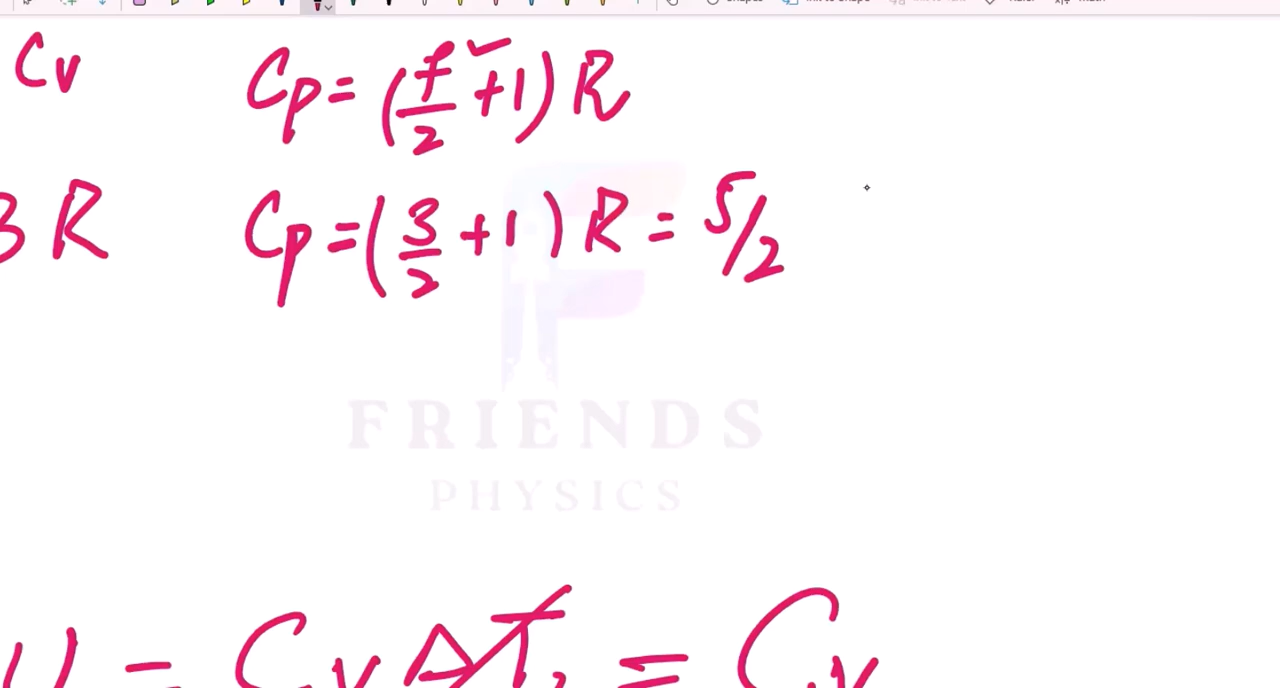 Cv Cp = (f/2 + 1) R
3 R Cp = (3/2 + 1) R = 5/2
FRIENDS
PHYSICS
U = Cv ΔT = Cv